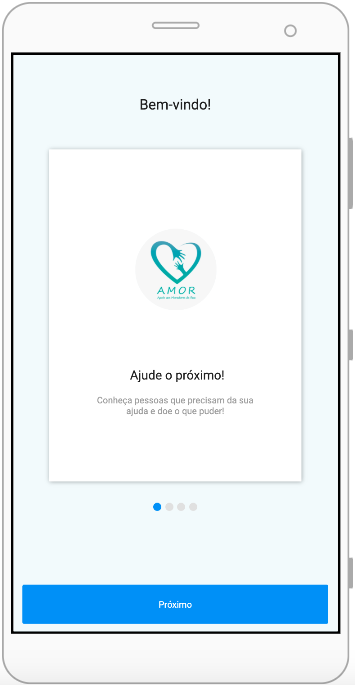 Bem-vindo!
AMOR
Ajude o próximo!
Conheça pessoas que precisam da sua
ajuda e doe o que puder!
Próximo